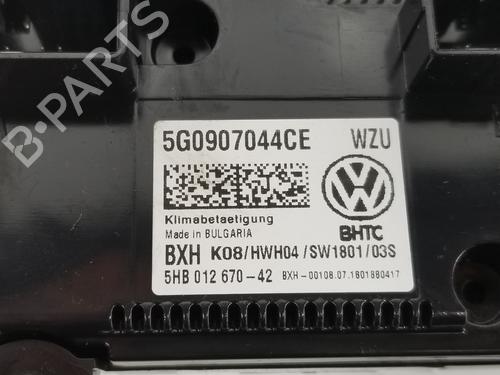 5G0907044CE WZU
Klimabetaetigung
Made in BULGARIA
BHTC
BXH K08/HWH04/SW1801/03S
5HB 012 670-42 BXH-00108.07.1801880417
B-PARTS